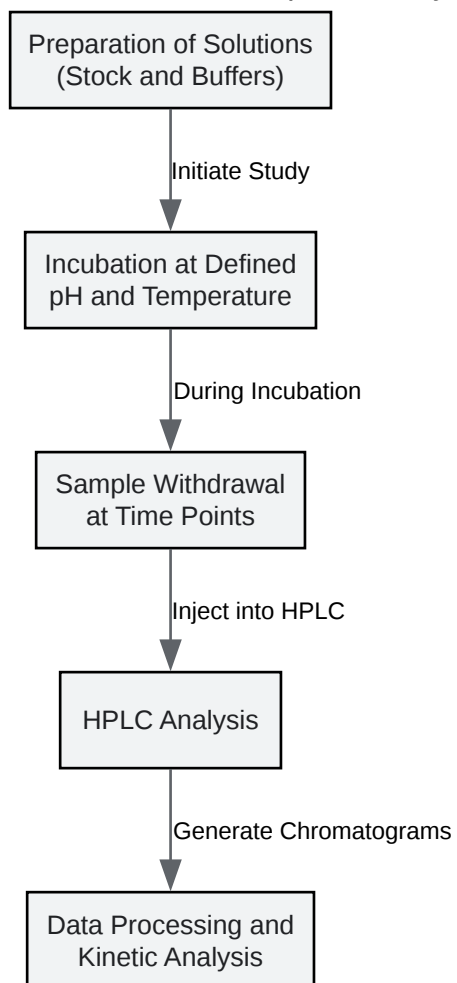 Preparation of Solutions
(Stock and Buffers)
Initiate Study
Incubation at Defined
pH and Temperature
During Incubation
Sample Withdrawal
at Time Points
Inject into HPLC
HPLC Analysis
Generate Chromatograms
Data Processing and
Kinetic Analysis